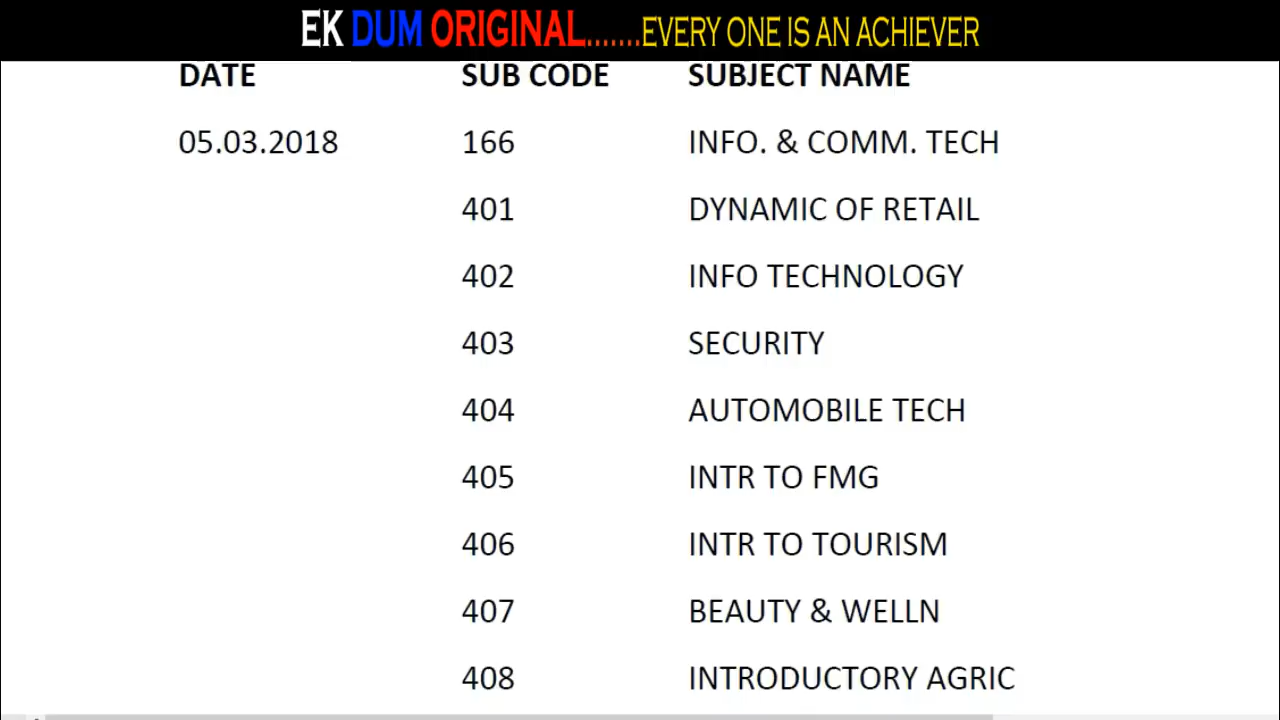 EK DUM ORIGINAL.......EVERY ONE IS AN ACHIEVER
DATE SUB CODE SUBJECT NAME
05.03.2018 166 INFO. & COMM. TECH
401 DYNAMIC OF RETAIL
402 INFO TECHNOLOGY
403 SECURITY
404 AUTOMOBILE TECH
405 INTR TO FMG
406 INTR TO TOURISM
407 BEAUTY & WELLN
408 INTRODUCTORY AGRIC